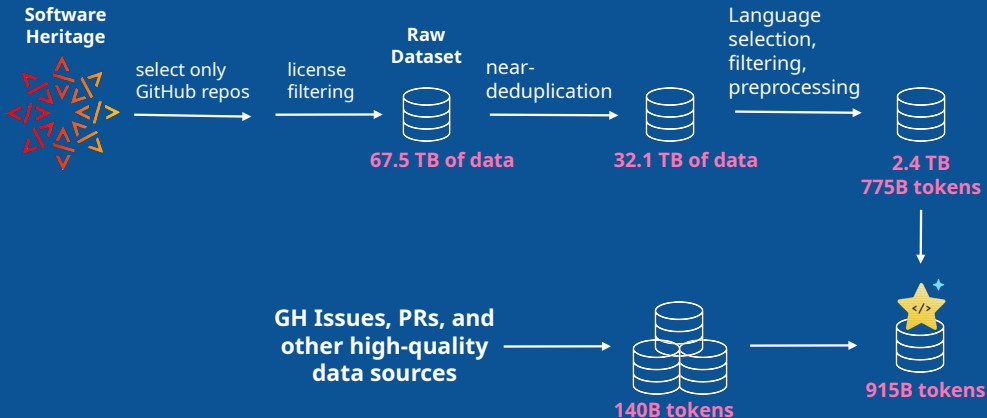 Software
Heritage
select only
GitHub repos
license
filtering
Raw
Dataset
67.5 TB of data
near-
deduplication
32.1 TB of data
Language
selection,
filtering,
preprocessing
2.4 TB
775B tokens
GH Issues, PRs, and
other high-quality
data sources
140B tokens
</>
915B tokens